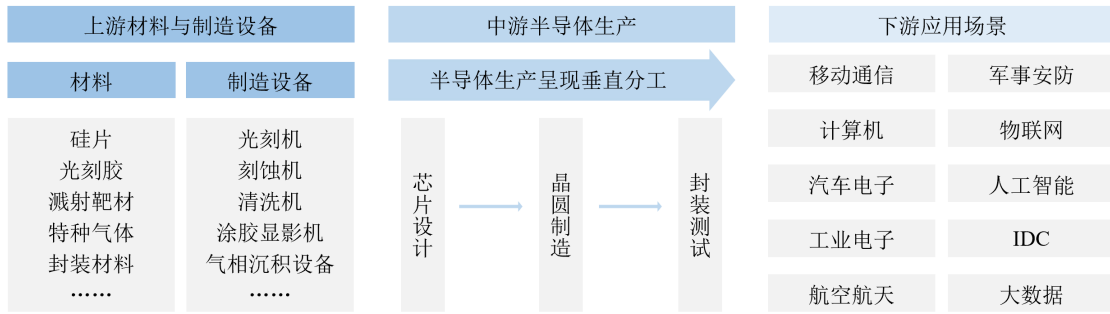 上游材料与制造设备
材料
制造设备
硅片
光刻胶
溅射靶材
特种气体
封装材料
……
光刻机
刻蚀机
清洗机
涂胶显影机
气相沉积设备
……
中游半导体生产
半导体生产呈现垂直分工
芯片设计
晶圆制造
封装测试
下游应用场景
移动通信
军事安防
计算机
物联网
汽车电子
人工智能
工业电子
IDC
航空航天
大数据